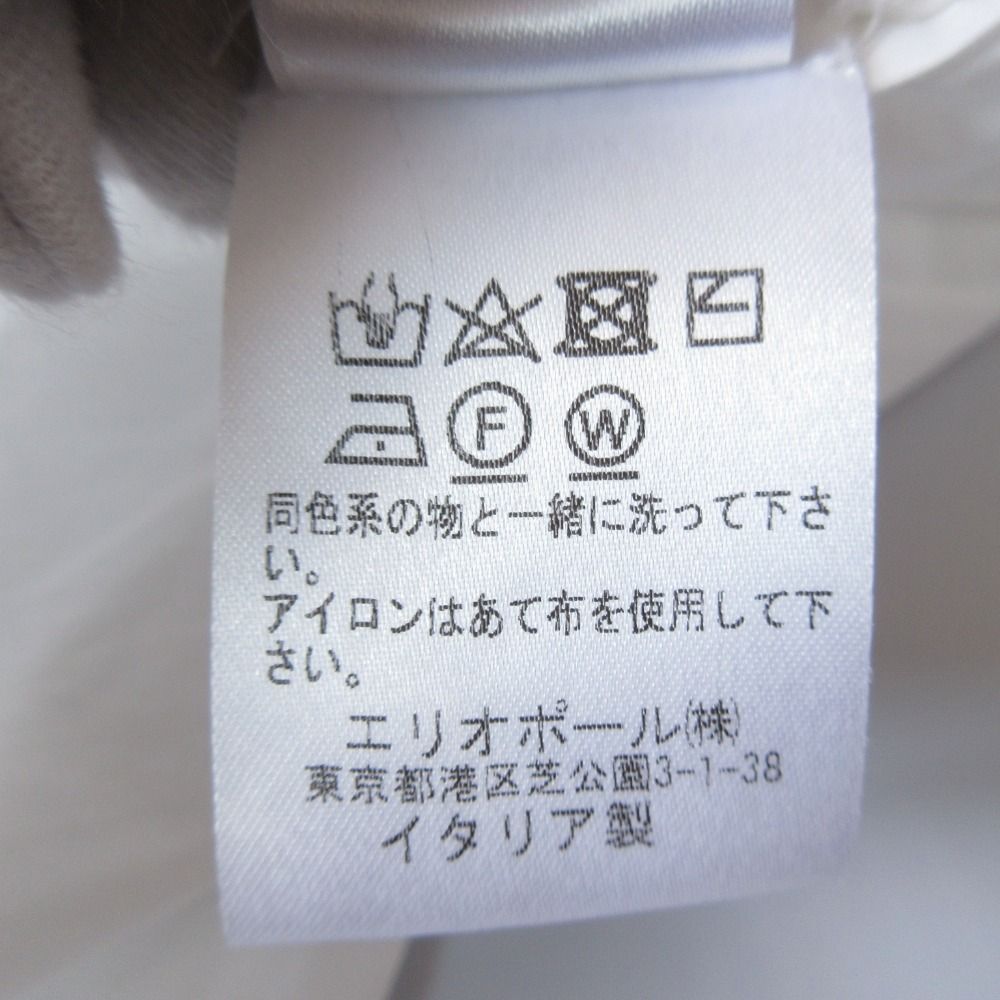 F W
同色系の物と一緒に洗って下さ
い。
アイロンはあて布を使用して下
さい。
エリオポール(株)
東京都港区芝公園3-1-38
イタリア製